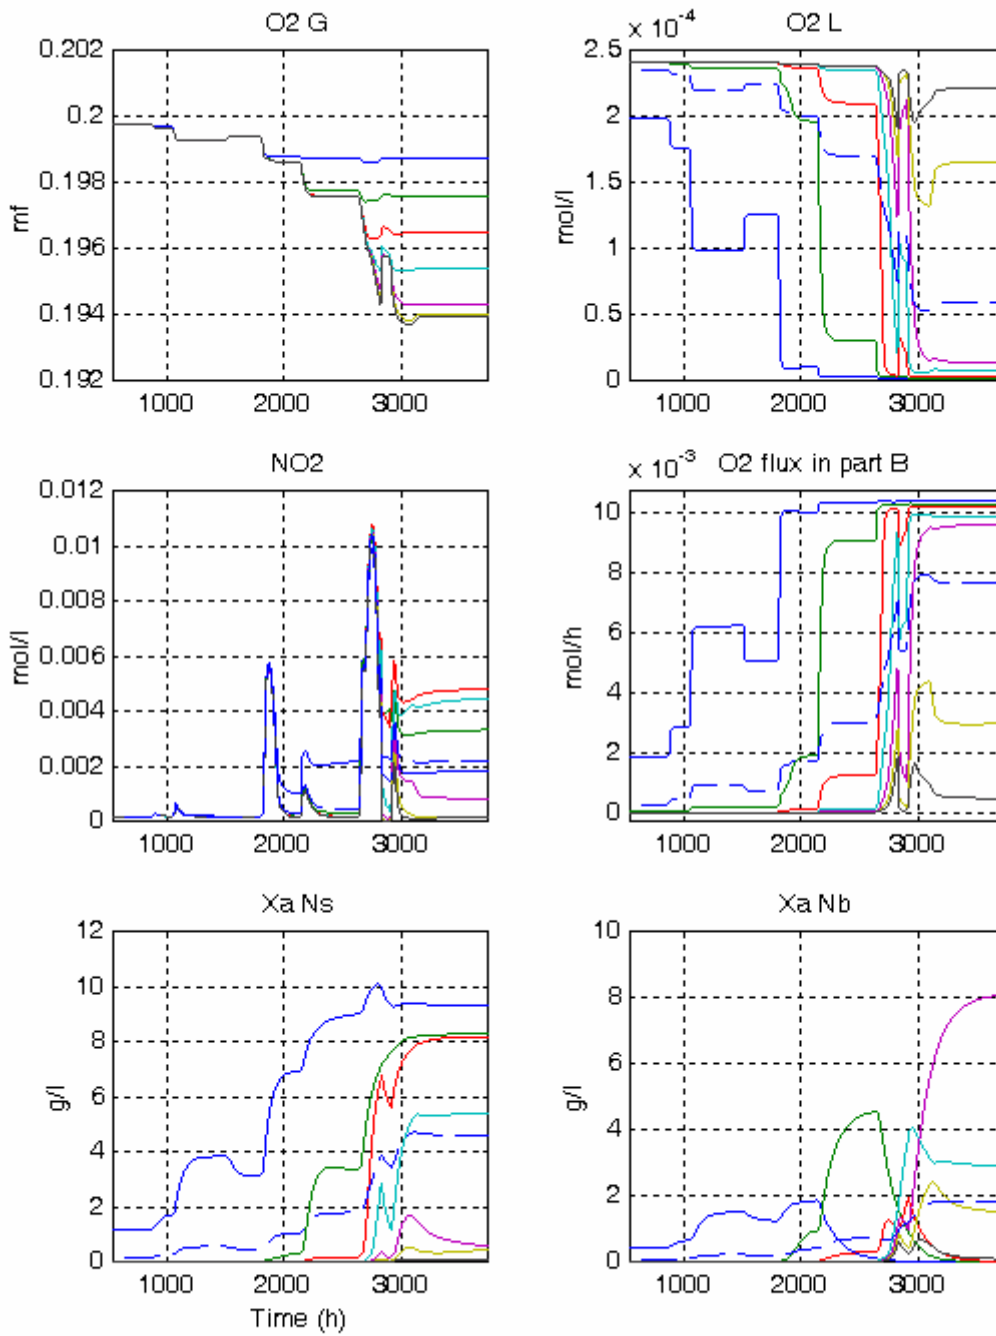 O2 G
0.202
0.2
0.198
0.196
0.194
0.192
mf
1000 2000 3000
O2 L
x 10-4
2.5
2
1.5
1
0.5
0
mol/l
1000 2000 3000
NO2
0.012
0.01
0.008
0.006
0.004
0.002
0
mol/l
1000 2000 3000
O2 flux in part B
x 10-3
10
8
6
4
2
0
mol/h
1000 2000 3000
Xa Ns
12
10
8
6
4
2
0
g/l
1000 2000 3000
Time (h)
Xa Nb
10
8
6
4
2
0
g/l
1000 2000 3000